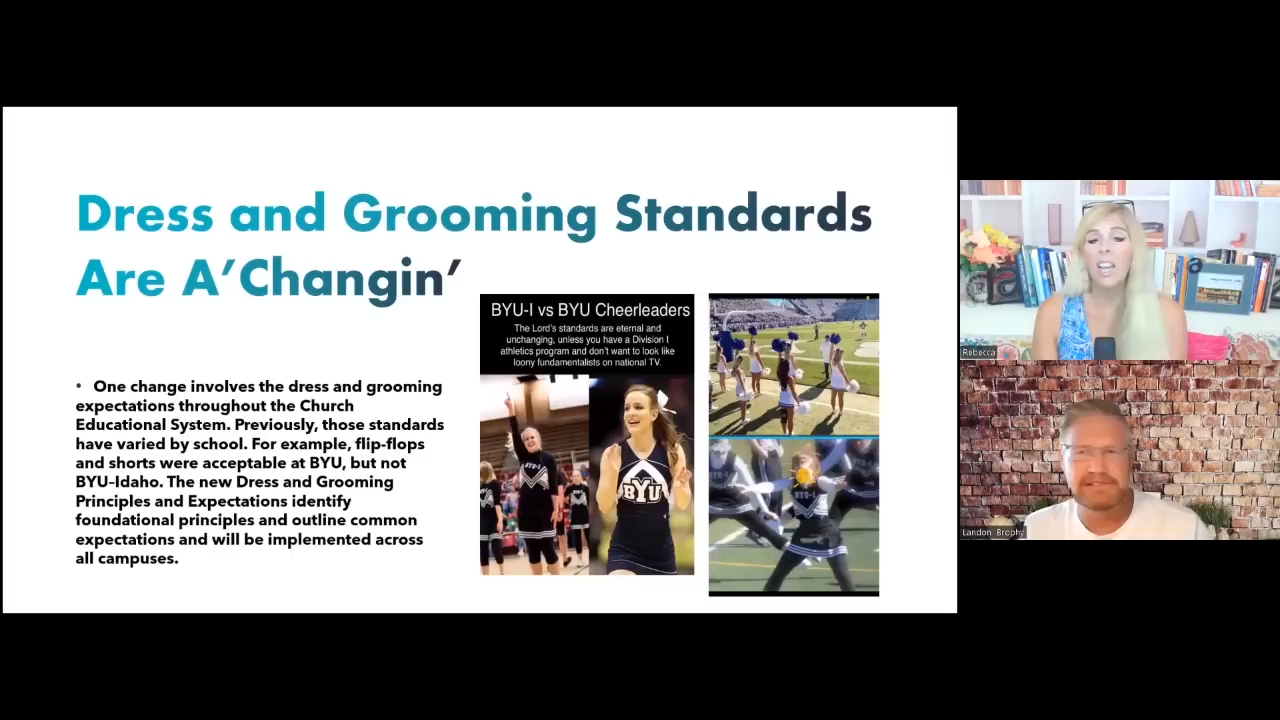 Dress and Grooming Standards
Are A’Changin’
• One change involves the dress and grooming
expectations throughout the Church
Educational System. Previously, those standards
have varied by school. For example, flip-flops
and shorts were acceptable at BYU, but not
BYU-Idaho. The new Dress and Grooming
Principles and Expectations identify
foundational principles and outline common
expectations and will be implemented across
all campuses.
BYU-I vs BYU Cheerleaders
The Lord's standards are eternal and
unchanging, unless you have a Division I
athletics program and don't want to look like
loony fundamentalists on national TV.
BYU-I
BYU
BYU-I
Rebecca
Landon Brophy